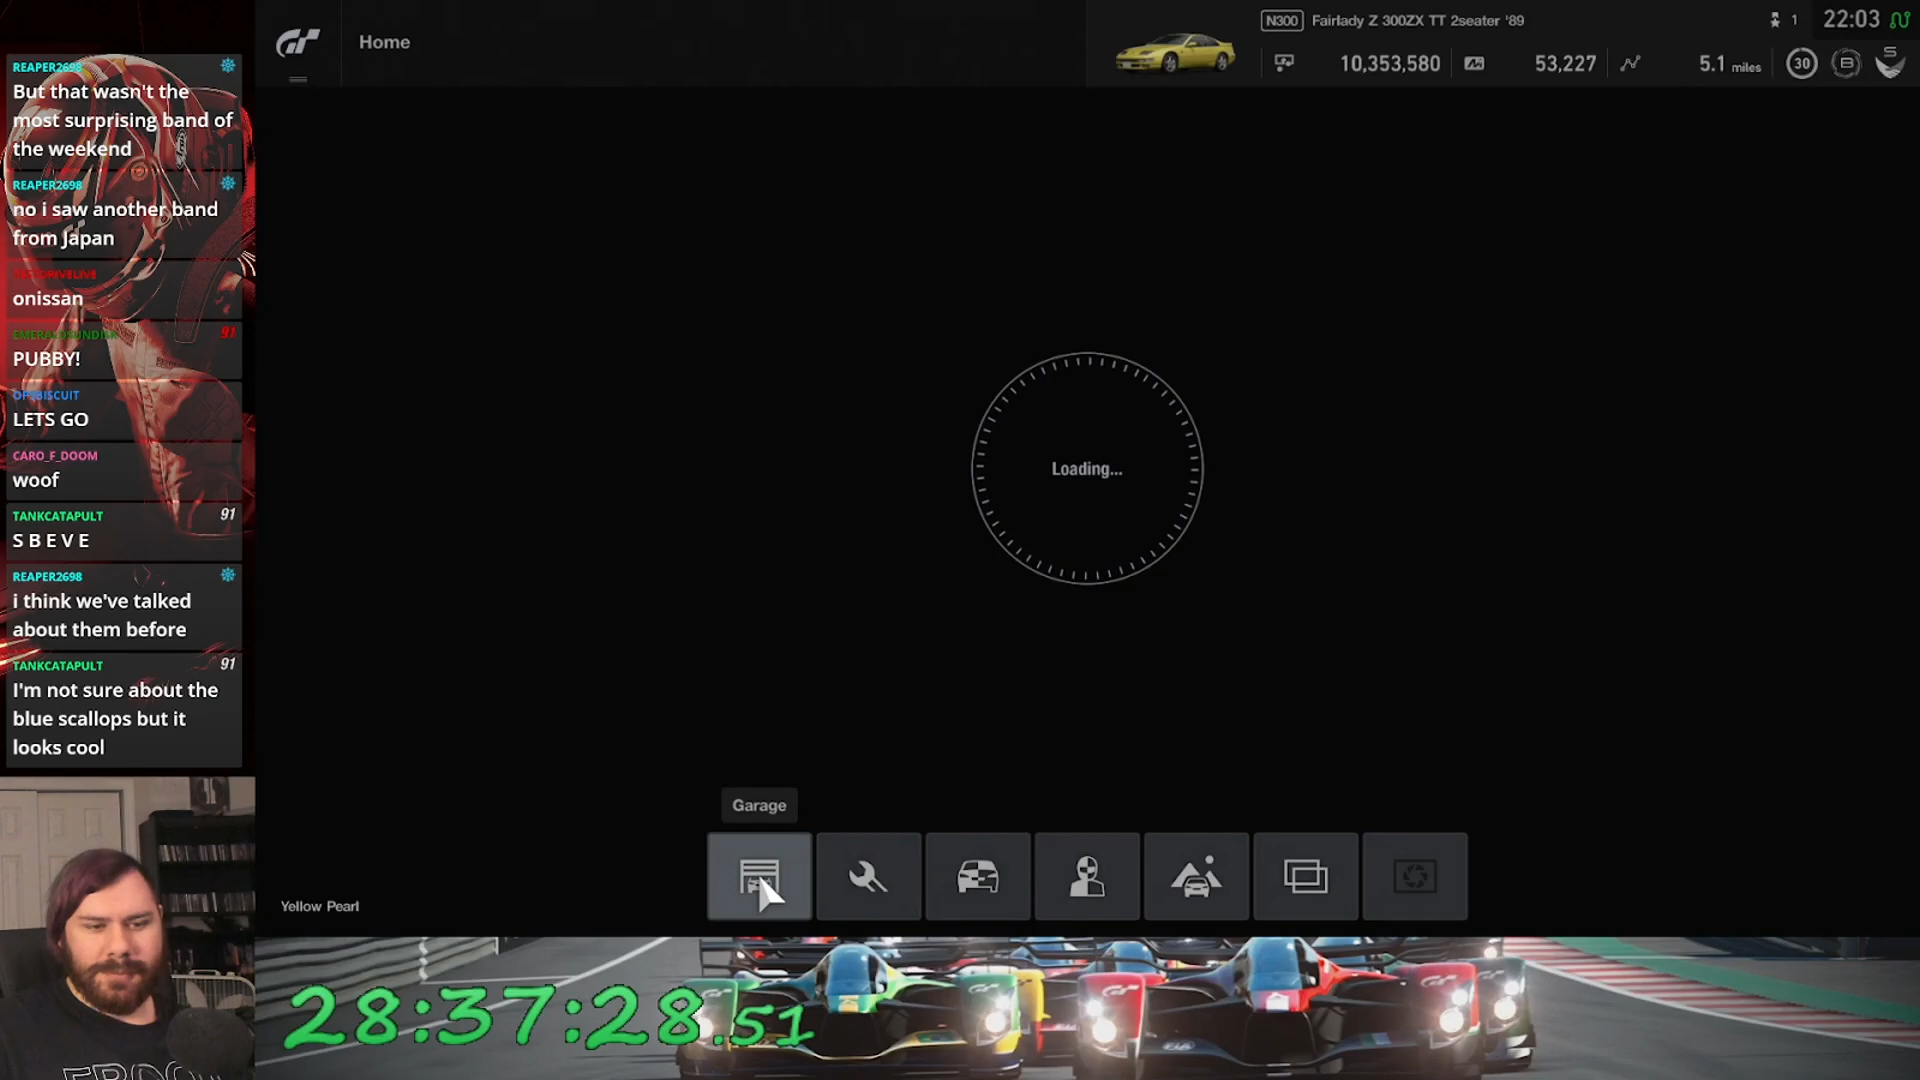 Home
N300 Fairlady Z 300ZX TT 2seater '89
1
22:03
10,353,580
53,227
5.1 miles
30
B
S
REAPER2698
But that wasn't the
most surprising band of
the weekend
REAPER2698
no i saw another band
from Japan
onissan
91
PUBBY!
LETS GO
CARO_F_DOOM
woof
TANKCATAPULT 91
S B E V E
REAPER2698
i think we've talked
about them before
TANKCATAPULT 91
I'm not sure about the
blue scallops but it
looks cool
Loading...
Garage
Yellow Pearl
28:37:28.51